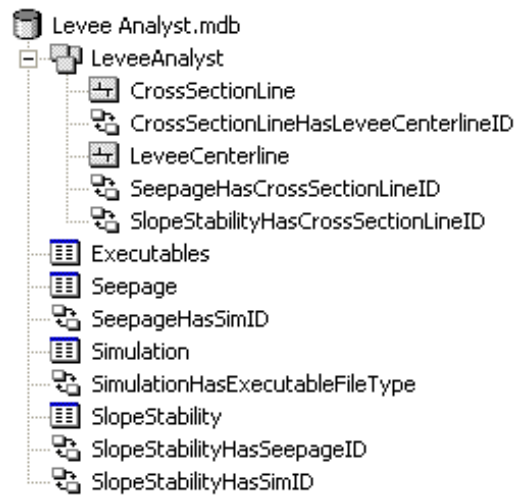 Levee Analyst.mdb
LeveeAnalyst
CrossSectionLine
CrossSectionLineHasLeveeCenterlineID
LeveeCenterline
SeepageHasCrossSectionLineID
SlopeStabilityHasCrossSectionLineID
Executables
Seepage
SeepageHasSimID
Simulation
SimulationHasExecutableFileType
SlopeStability
SlopeStabilityHasSeepageID
SlopeStabilityHasSimID